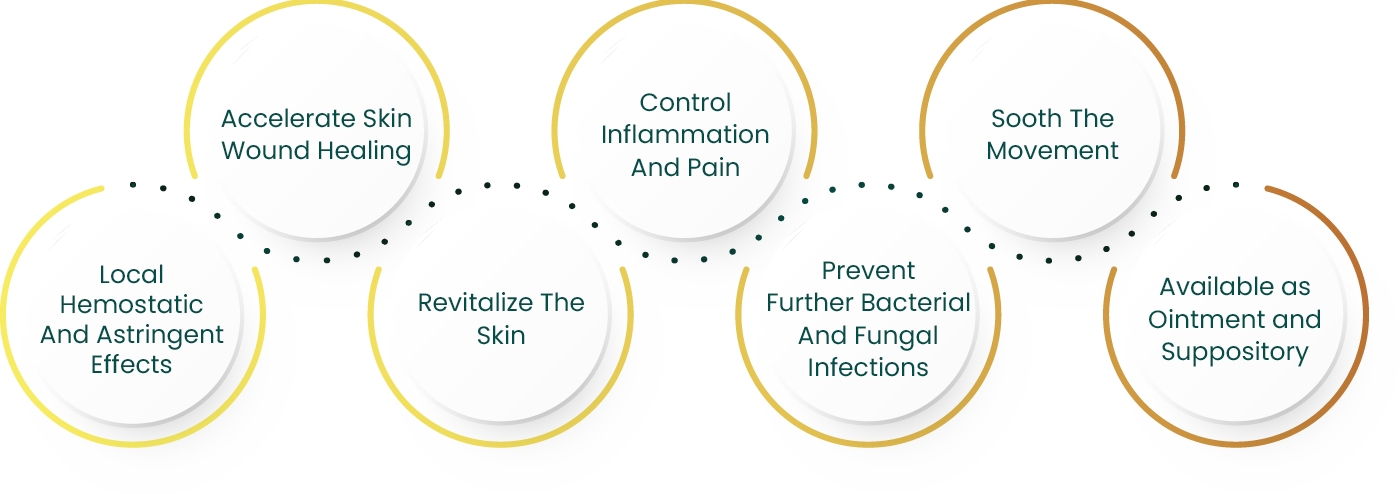 Local
Hemostatic
And Astringent
Effects
Accelerate Skin
Wound Healing
Revitalize The
Skin
Control
Inflammation
And Pain
Prevent
Further Bacterial
And Fungal
Infections
Sooth The
Movement
Available as
Ointment and
Suppository